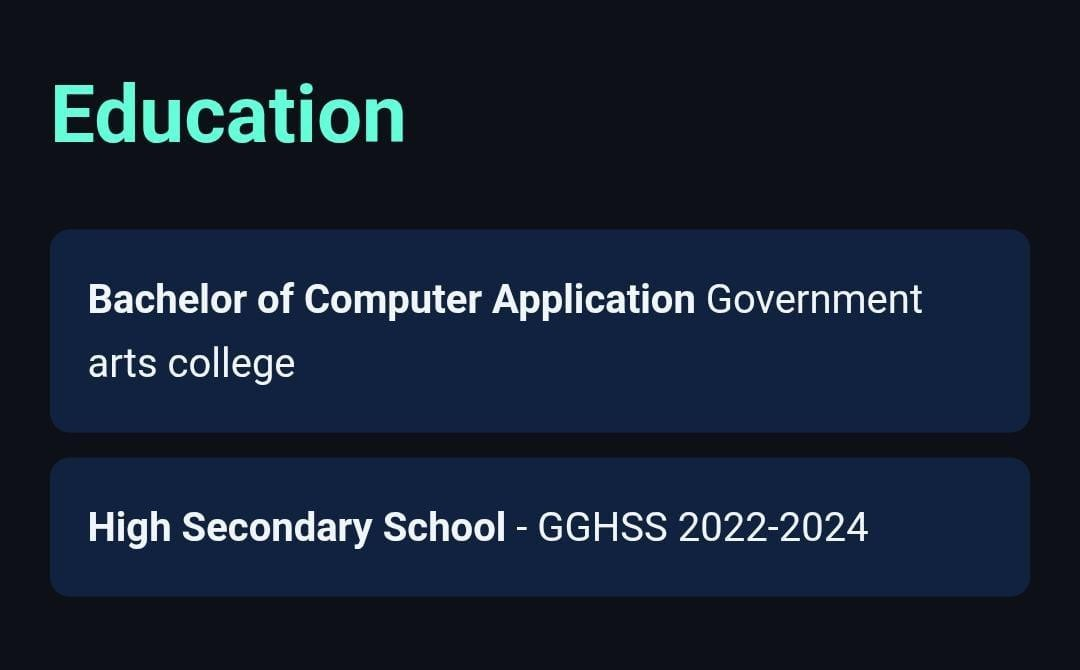 Education
Bachelor of Computer Application Government
arts college
High Secondary School - GGHSS 2022-2024